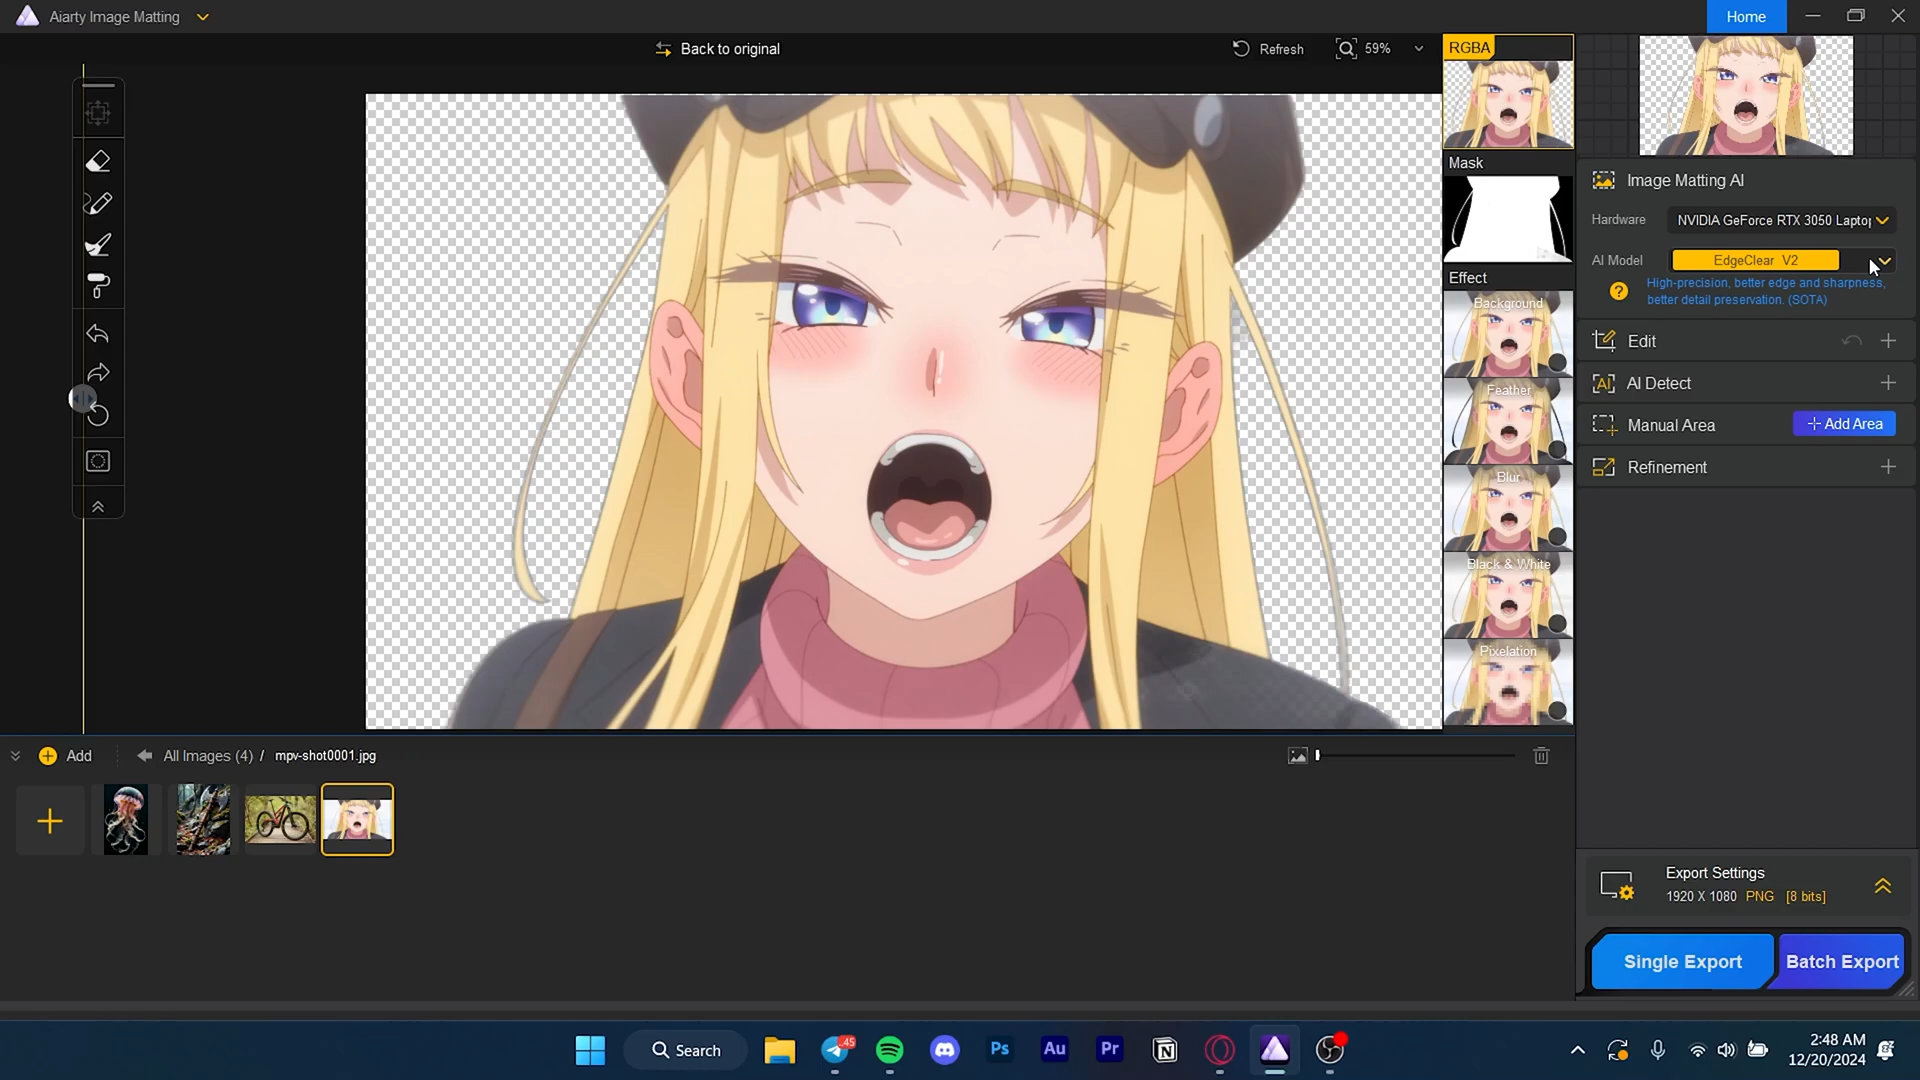 Aiarty Image Matting
Home
Back to original
Refresh
59%
RGBA
Mask
Effect
Background
Feather
Blur
Black & White
Pixelation
Image Matting AI
Hardware
NVIDIA GeForce RTX 3050 Laptop
AI Model
EdgeClear V2
?
High-precision, better edge and sharpness,
better detail preservation. (SOTA)
Edit
AI Detect
Manual Area
Add Area
Refinement
Add
All Images (4) / mpv-shot0001.jpg
Export Settings
1920 X 1080 PNG [8 bits]
Single Export
Batch Export
Search
45
Ps
Au
Pr
2:48 AM
12/20/2024